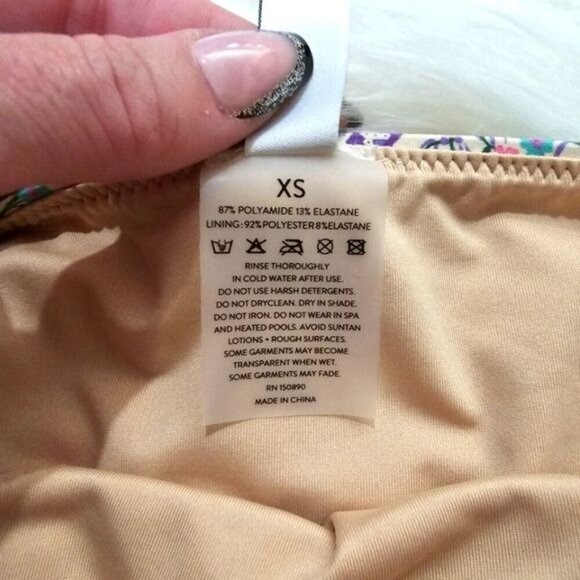 XS
87% POLYAMIDE 13% ELASTANE
LINING: 92% POLYESTER 8% ELASTANE
RINSE THOROUGHLY
IN COLD WATER AFTER USE.
DO NOT USE HARSH DETERGENTS.
DO NOT DRYCLEAN. DRY IN SHADE.
DO NOT IRON. DO NOT WEAR IN SPA
AND HEATED POOLS. AVOID SUNTAN
LOTIONS + ROUGH SURFACES.
SOME GARMENTS MAY BECOME
TRANSPARENT WHEN WET.
SOME GARMENTS MAY FADE.
RN 150890
MADE IN CHINA